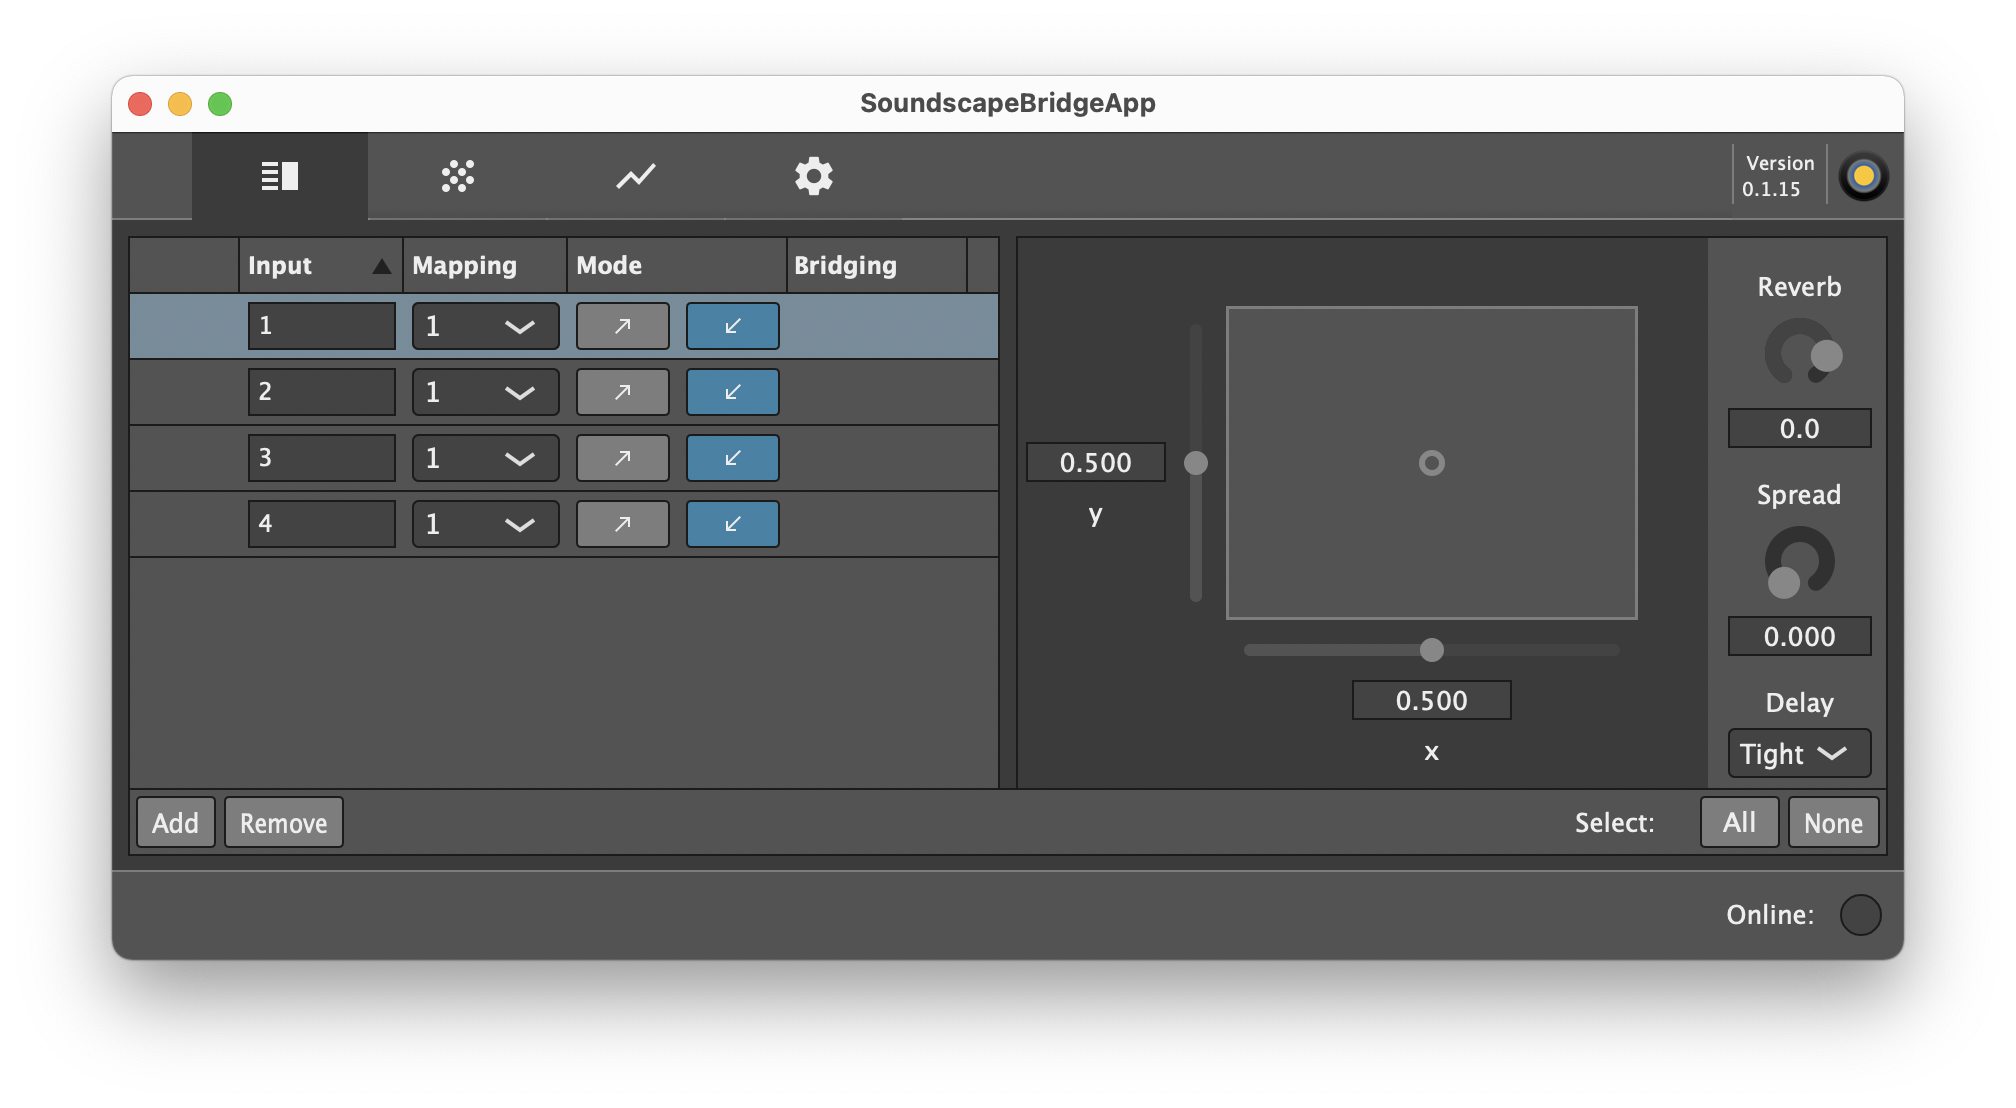 SoundscapeBridgeApp
Version
0.1.15
Input Mapping Mode Bridging
1 1
2 1
3 1
4 1
0.500
y
0.500
x
Reverb
0.0
Spread
0.000
Delay
Tight
Add Remove
Select: All None
Online: